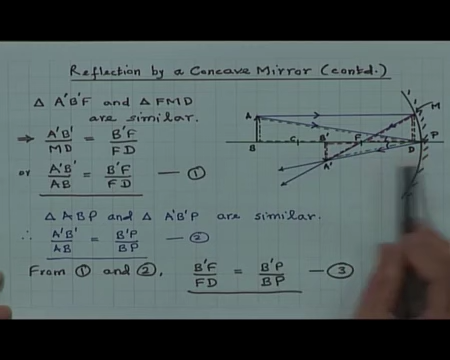 Reflection by a Concave Mirror (contd.)
△ A'B'F and △ FMD
are similar.
⇒ A'B'/MD = B'F/FD
or A'B'/AB = B'F/FD — ①
△ ABP and △ A'B'P are similar.
∴ A'B'/AB = B'P/BP — ②
From ① and ②, B'F/FD = B'P/BP — ③
A M
B C B' F D P
A'